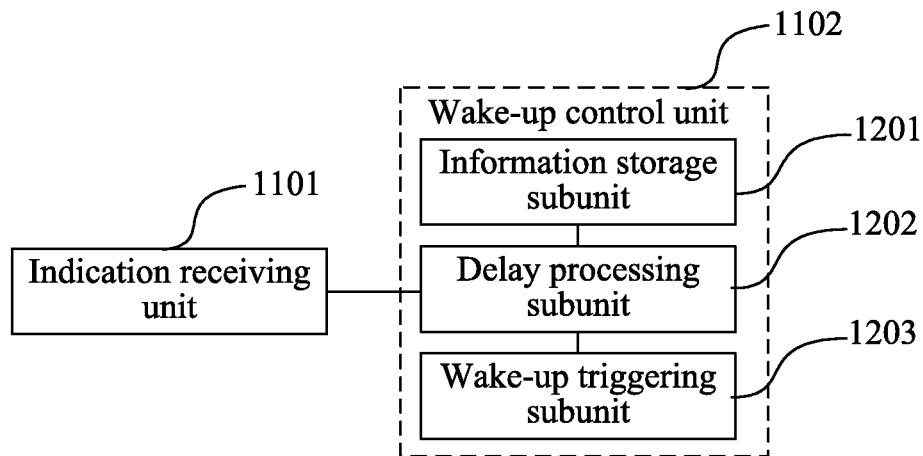 1102
Wake-up control unit
1201
Information storage
subunit
1101
1202
Indication receiving
unit
Delay processing
subunit
1203
Wake-up triggering
subunit